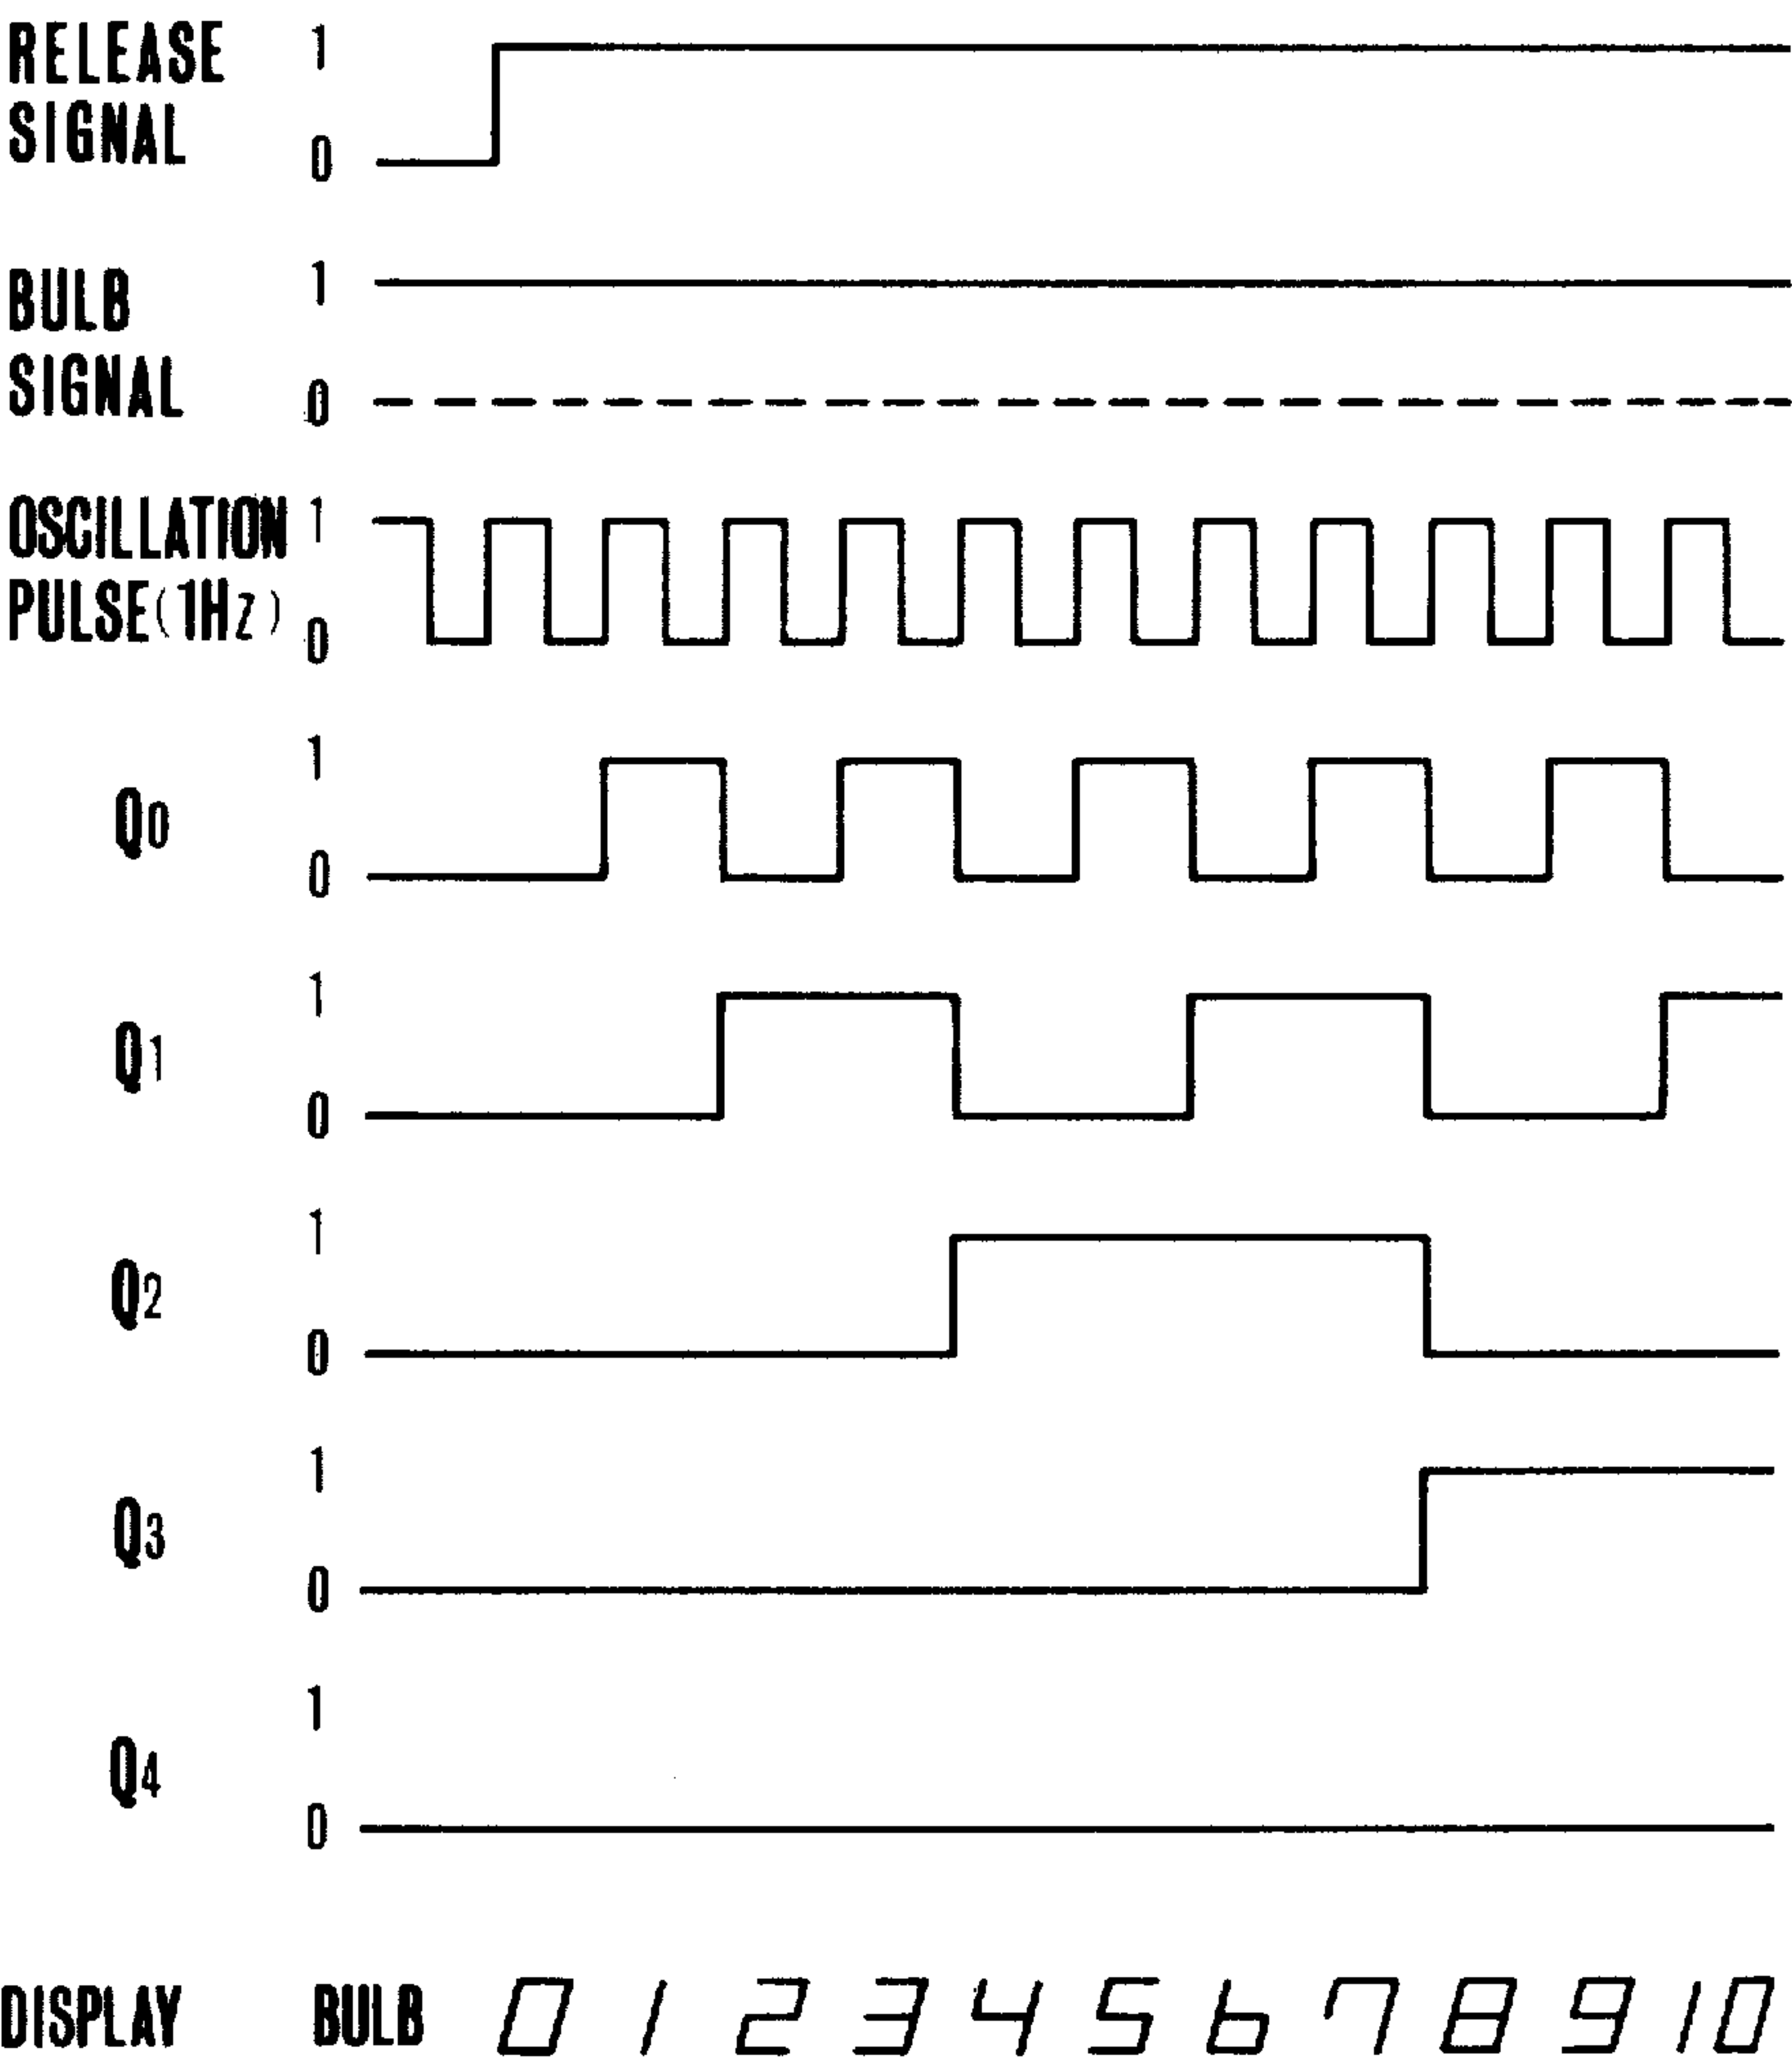 RELEASE 1
SIGNAL 0
BULB 1
SIGNAL 0
OSCILLATION 1
PULSE(1Hz) 0
1
Q0
0
1
Q1
0
1
Q2
0
1
Q3
0
1
Q4
0
DISPLAY BULB 0 1 2 3 4 5 6 7 8 9 10